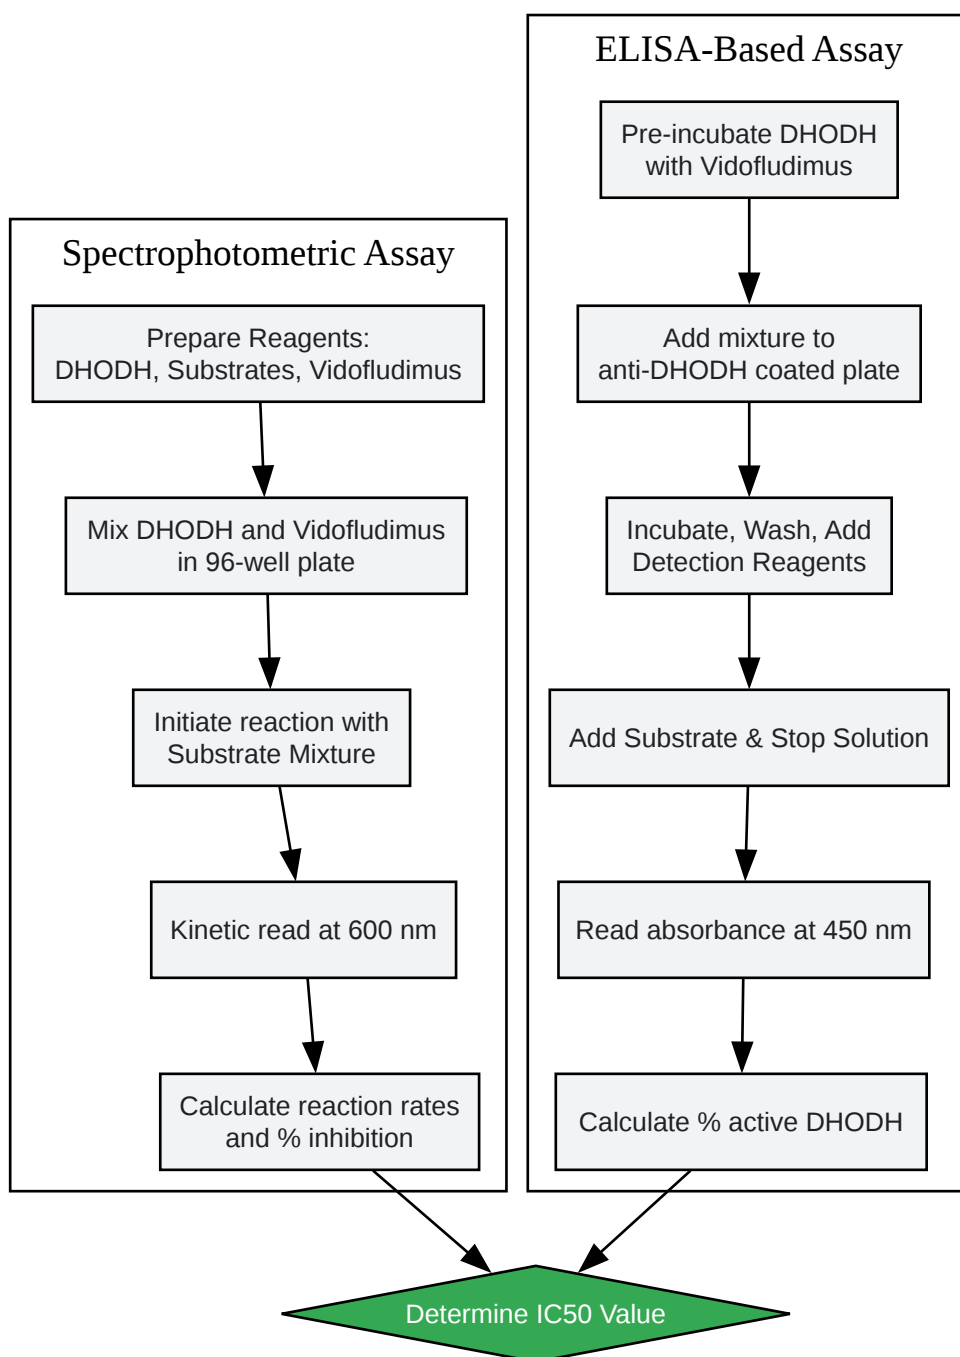 Spectrophotometric Assay
Prepare Reagents:
DHODH, Substrates, Vidofludimus
Mix DHODH and Vidofludimus
in 96-well plate
Initiate reaction with
Substrate Mixture
Kinetic read at 600 nm
Calculate reaction rates
and % inhibition
ELISA-Based Assay
Pre-incubate DHODH
with Vidofludimus
Add mixture to
anti-DHODH coated plate
Incubate, Wash, Add
Detection Reagents
Add Substrate & Stop Solution
Read absorbance at 450 nm
Calculate % active DHODH
Determine IC50 Value